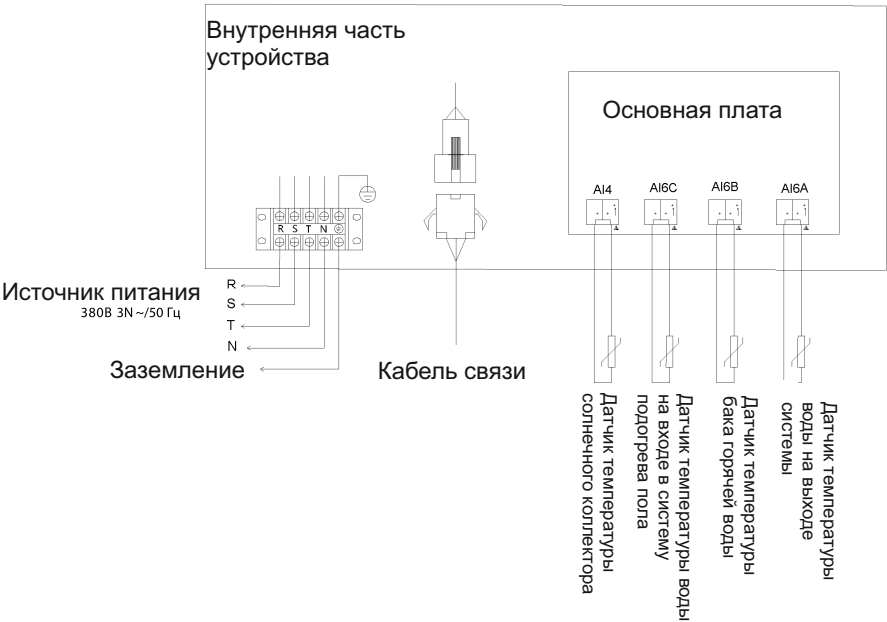 Внутренняя часть
устройства
Основная плата
AI4
AI6C
AI6B
AI6A
R S T N
Источник питания
380В 3N ~/50 Гц
R
S
T
N
Заземление
Кабель связи
Датчик температуры
солнечного коллектора
Датчик температуры воды
на входе в систему
подогрева пола
Датчик температуры
бака горячей воды
Датчик температуры
воды на выходе
системы